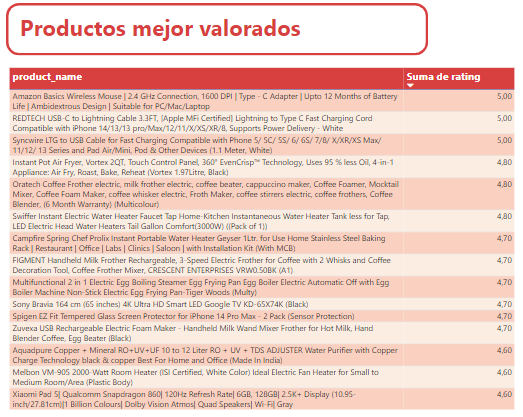 Productos mejor valorados
product_name Suma de rating
Amazon Basics Wireless Mouse | 2.4 GHz Connection, 1600 DPI | Type - C Adapter | Upto 12 Months of Battery 5,00
Life | Ambidextrous Design | Suitable for PC/Mac/Laptop
REDTECH USB-C to Lightning Cable 3.3FT, [Apple MFi Certified] Lightning to Type C Fast Charging Cord 5,00
Compatible with iPhone 14/13/13 pro/Max/12/11/X/XS/XR/8, Supports Power Delivery - White
Syncwire LTG to USB Cable for Fast Charging Compatible with Phone 5/ 5C/ 5S/ 6/ 6S/ 7/8/ X/XR/XS Max/ 5,00
11/12/ 13 Series and Pad Air/Mini, Pod & Other Devices (1.1 Meter, White)
Instant Pot Air Fryer, Vortex 2QT, Touch Control Panel, 360° EvenCrisp™ Technology, Uses 95 % less Oil, 4-in-1 4,80
Appliance: Air Fry, Roast, Bake, Reheat (Vortex 1.97Litre, Black)
Oratech Coffee Frother electric, milk frother electric, coffee beater, cappuccino maker, Coffee Foamer, Mocktail 4,80
Mixer, Coffee Foam Maker, coffee whisker electric, Froth Maker, coffee stirrers electric, coffee frothers, Coffee
Blender, (6 Month Warranty) (Multicolour)
Swiffer Instant Electric Water Heater Faucet Tap Home-Kitchen Instantaneous Water Heater Tank less for Tap, 4,80
LED Electric Head Water Heaters Tail Gallon Comfort(3000W) ((Pack of 1))
Campfire Spring Chef Prolix Instant Portable Water Heater Geyser 1Ltr. for Use Home Stainless Steel Baking 4,70
Rack | Restaurant | Office | Labs | Clinics | Saloon | with Installation Kit (With MCB)
FIGMENT Handheld Milk Frother Rechargeable, 3-Speed Electric Frother for Coffee with 2 Whisks and Coffee 4,70
Decoration Tool, Coffee Frother Mixer, CRESCENT ENTERPRISES VRW0.50BK (A1)
Multifunctional 2 in 1 Electric Egg Boiling Steamer Egg Frying Pan Egg Boiler Electric Automatic Off with Egg 4,70
Boiler Machine Non-Stick Electric Egg Frying Pan-Tiger Woods (Multy)
Sony Bravia 164 cm (65 inches) 4K Ultra HD Smart LED Google TV KD-65X74K (Black) 4,70
Spigen EZ Fit Tempered Glass Screen Protector for iPhone 14 Pro Max - 2 Pack (Sensor Protection) 4,70
Zuvexa USB Rechargeable Electric Foam Maker - Handheld Milk Wand Mixer Frother for Hot Milk, Hand 4,70
Blender Coffee, Egg Beater (Black)
Aquadpure Copper + Mineral RO+UV+UF 10 to 12 Liter RO + UV + TDS ADJUSTER Water Purifier with Copper 4,60
Charge Technology black & copper Best For Home and Office (Made In India)
Melbon VM-905 2000-Watt Room Heater (ISI Certified, White Color) Ideal Electric Fan Heater for Small to 4,60
Medium Room/Area (Plastic Body)
Xiaomi Pad 5| Qualcomm Snapdragon 860| 120Hz Refresh Rate| 6GB, 128GB| 2.5K+ Display (10.95- 4,60
inch/27.81cm)|1 Billion Colours| Dolby Vision Atmos| Quad Speakers| Wi-Fi| Gray